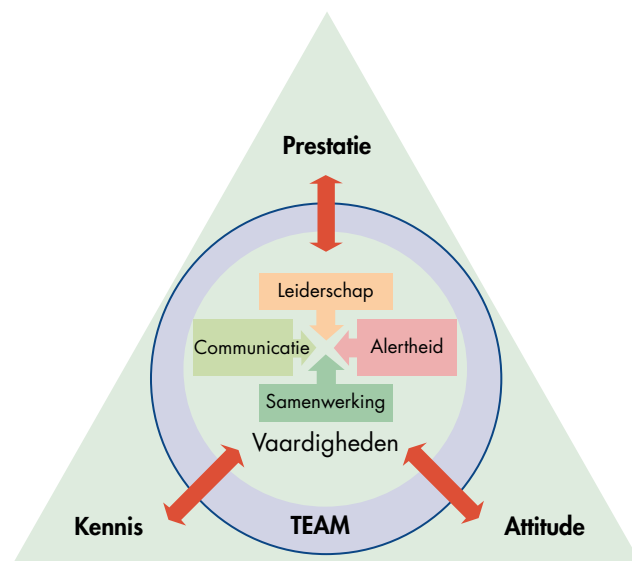 Prestatie
Leiderschap
Communicatie
Alertheid
Samenwerking
Vaardigheden
Kennis
TEAM
Attitude